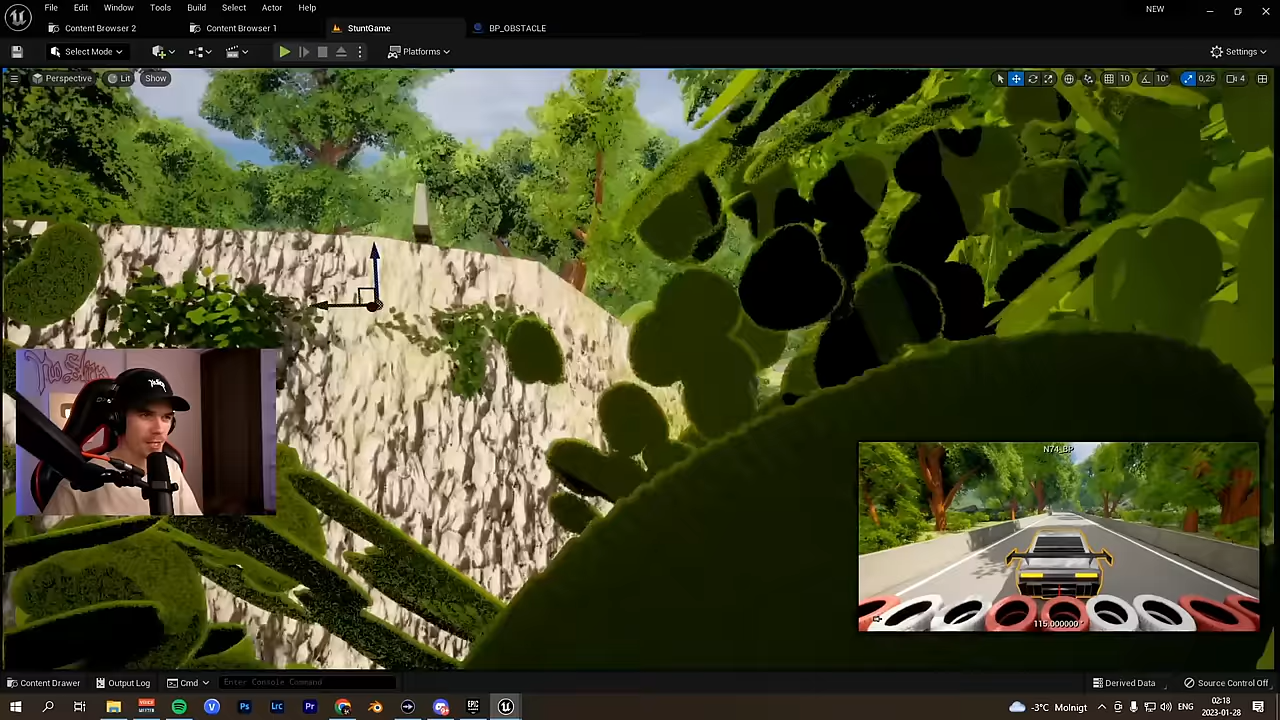 File Edit Window Tools Build Select Actor Help
NEW
Content Browser 2 Content Browser 1 StuntGame BP_OBSTACLE
Select Mode Platforms Settings
Perspective Lit Show 10 10° 0,25 4
N74_BP
115.000000
Content Drawer Output Log Cmd Enter Console Command Derived Data Source Control Off
-3°C Molnigt ENG 02:18
2023-01-28